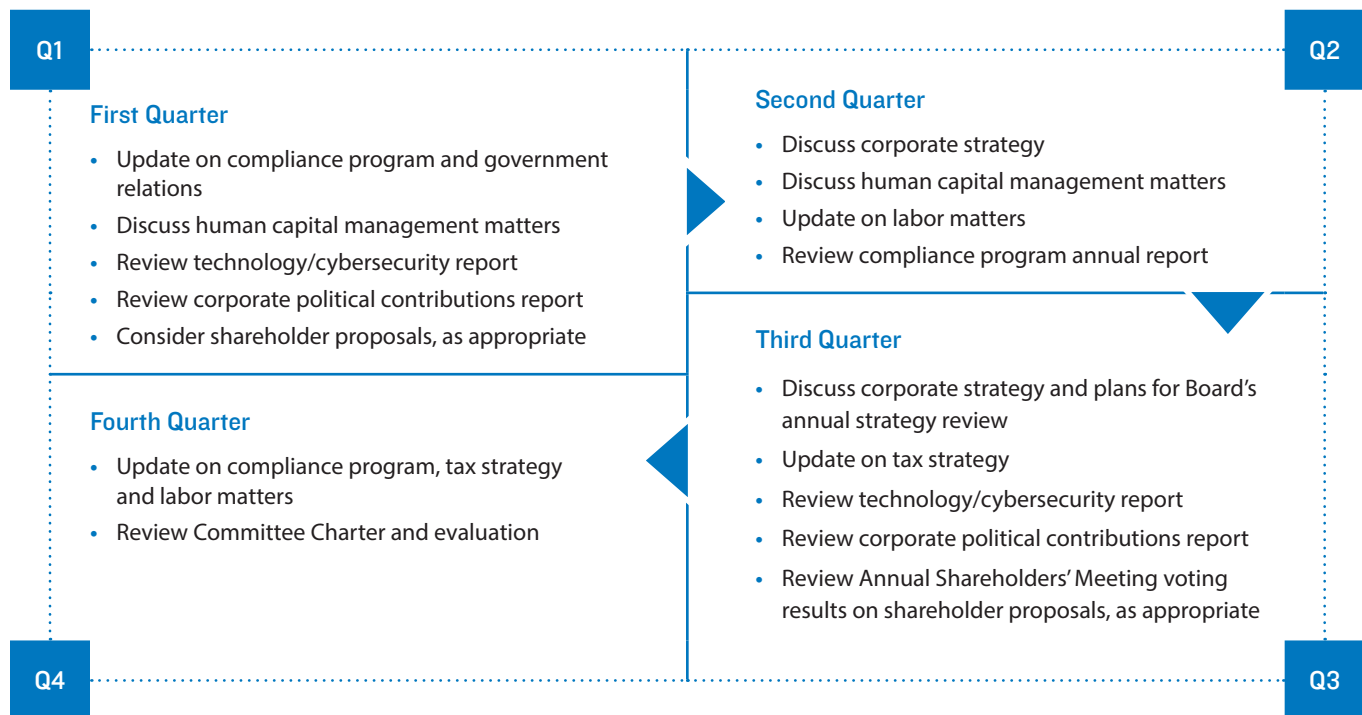 Q1
First Quarter
• Update on compliance program and government
relations
• Discuss human capital management matters
• Review technology/cybersecurity report
• Review corporate political contributions report
• Consider shareholder proposals, as appropriate
Q2
Second Quarter
• Discuss corporate strategy
• Discuss human capital management matters
• Update on labor matters
• Review compliance program annual report
Third Quarter
• Discuss corporate strategy and plans for Board’s
annual strategy review
• Update on tax strategy
• Review technology/cybersecurity report
• Review corporate political contributions report
• Review Annual Shareholders’ Meeting voting
results on shareholder proposals, as appropriate
Q3
Fourth Quarter
• Update on compliance program, tax strategy
and labor matters
• Review Committee Charter and evaluation
Q4